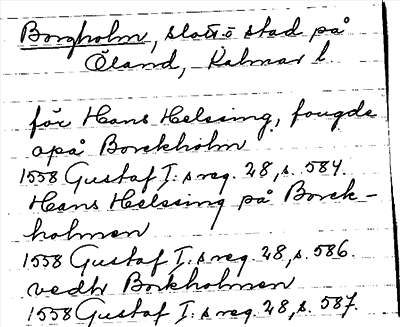 Borgholm, slott o stad på
Öland, Kalmar l.
för Hans Helsing, fougde
opå Borckholm
1558 Gustaf I:s reg. 28, s. 584.
Hans Helssing på Borck-
holmen
1558 Gustaf I:s reg. 28, s. 586.
vedh Borkholmen
1558 Gustaf I:s reg. 28, s. 587.